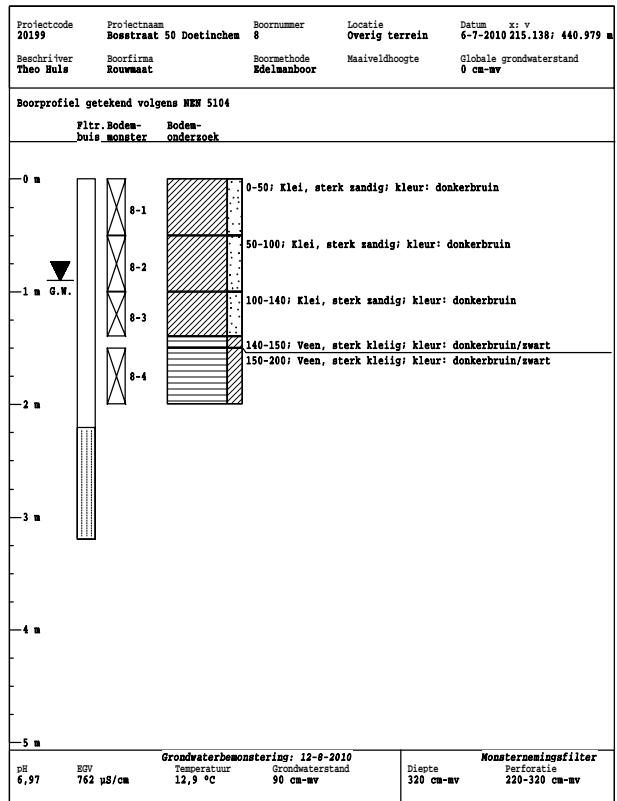 Projectcode Projectnaam Boornummer Locatie Datum x: y
20199 Bosstraat 50 Doetinchem 8 Overig terrein 6-7-2010 215.138; 440.979 m
Beschrijver Boorfirma Boormethode Maaiveldhoogte Globale grondwaterstand
Theo Huls Rouwmaat Edelmanboor 0 cm-mv
Boorprofiel getekend volgens NEN 5104
Fltr. Bodem- Bodem-
buis monster onderzoek
0 m
0-50; Klei, sterk zandig; kleur: donkerbruin
8-1
50-100; Klei, sterk zandig; kleur: donkerbruin
8-2
1 m G.W.
100-140; Klei, sterk zandig; kleur: donkerbruin
8-3
140-150; Veen, sterk kleiig; kleur: donkerbruin/zwart
150-200; Veen, sterk kleiig; kleur: donkerbruin/zwart
8-4
2 m
3 m
4 m
5 m
Grondwaterbemonstering: 12-8-2010 Monsternemingsfilter
pH EGV Temperatuur Grondwaterstand Diepte Perforatie
6,97 762 µS/cm 12,9 °C 90 cm-mv 320 cm-mv 220-320 cm-mv